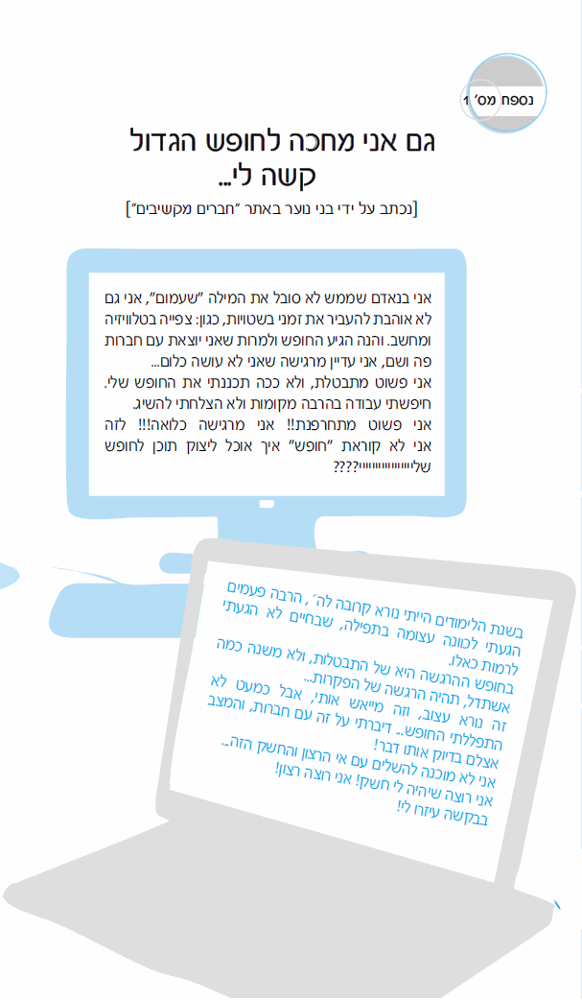 נספח מס' 1
גם אני מחכה לחופש הגדול
קשה לי...
[נכתב על ידי בני נוער באתר "חברים מקשיבים"]
אני בנאדם שממש לא סובל את המילה "שעמום", אני גם
לא אוהבת להעביר את זמני בשטויות, כגון: צפייה בטלוויזיה
ומחשב. והנה הגיע החופש ולמרות שאני יוצאת עם חברות
פה ושם, אני עדיין מרגישה שאני לא עושה כלום...
אני פשוט מתבטלת, ולא ככה תכננתי את החופש שלי.
חיפשתי עבודה בהרבה מקומות ולא הצלחתי להשיג.
אני פשוט מתחרפנת!! אני מרגישה כלואה!!! לזה
אני לא קוראת "חופש" איך אוכל ליצוק תוכן לחופש
שלייייייייייייייייי????
בשנת הלימודים הייתי נורא קרובה לה', הרבה פעמים
הגעתי לכוונה עצומה בתפילה, שבחיים לא הגעתי
לרמות כאלו.
בחופש ההרגשה היא של התבטלות, ולא משנה כמה
אשתדל, תהיה הרגשה של הפקרות...
זה נורא עצוב, וזה מייאש אותי, אבל כמעט לא
התפללתי החופש... דיברתי על זה עם חברות, והמצב
אצלם בדיוק אותו דבר!
אני לא מוכנה להשלים עם אי הרצון והחשק הזה...
אני רוצה שיהיה לי חשק! אני רוצה רצון!
בבקשה עיזרו לי!